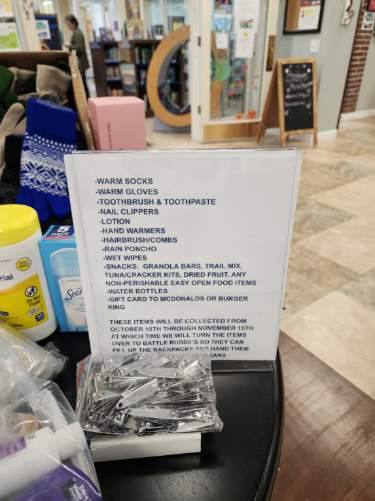 -WARM SOCKS
-WARM GLOVES
-TOOTHBRUSH & TOOTHPASTE
-NAIL CLIPPERS
-LOTION
-HAND WARMERS
-HAIRBRUSH/COMBS
-RAIN PONCHO
-WET WIPES
-SNACKS: GRANOLA BARS, TRAIL MIX,
TUNA/CRACKER KITS, DRIED FRUIT, ANY
NON-PERISHABLE EASY OPEN FOOD ITEMS
-WATER BOTTLES
-GIFT CARD TO MCDONALDS OR BURGER
KING
THESE ITEMS WILL BE COLLECTED FROM
OCTOBER 15TH THROUGH NOVEMBER 15TH
AT WHICH TIME WE WILL TURN THE ITEMS
OVER TO BATTLE BUDDIES SO THEY CAN
FILL UP THE BACKPACKS AND HAND THEM
Secret